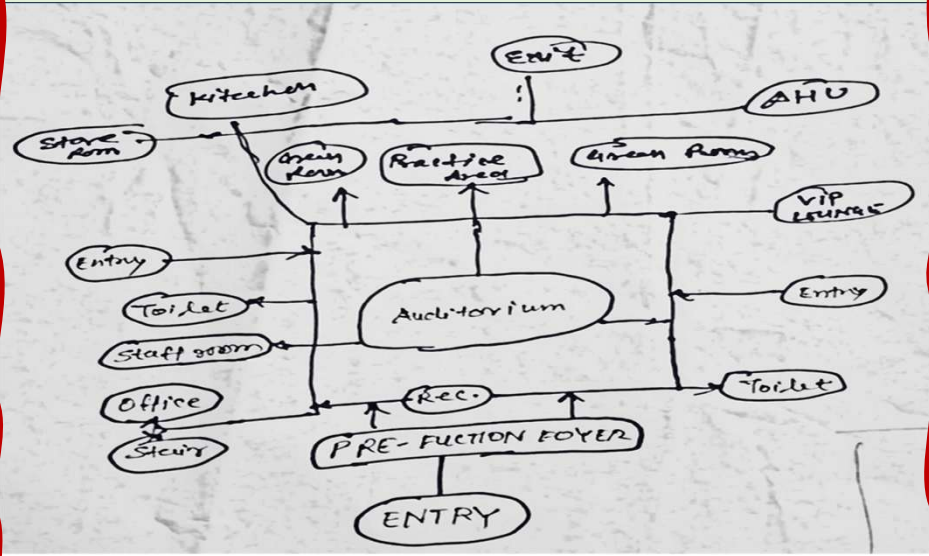 Exit
Kitchen
AHU
Store
Room
Green
Room
Practice
Area
Green Rooms
VIP
LOUNGE
Entry
Entry
Toilet
Auditorium
Staff room
Toilet
Office
Rec.
PRE-FUCTION FOYER
Stair
ENTRY